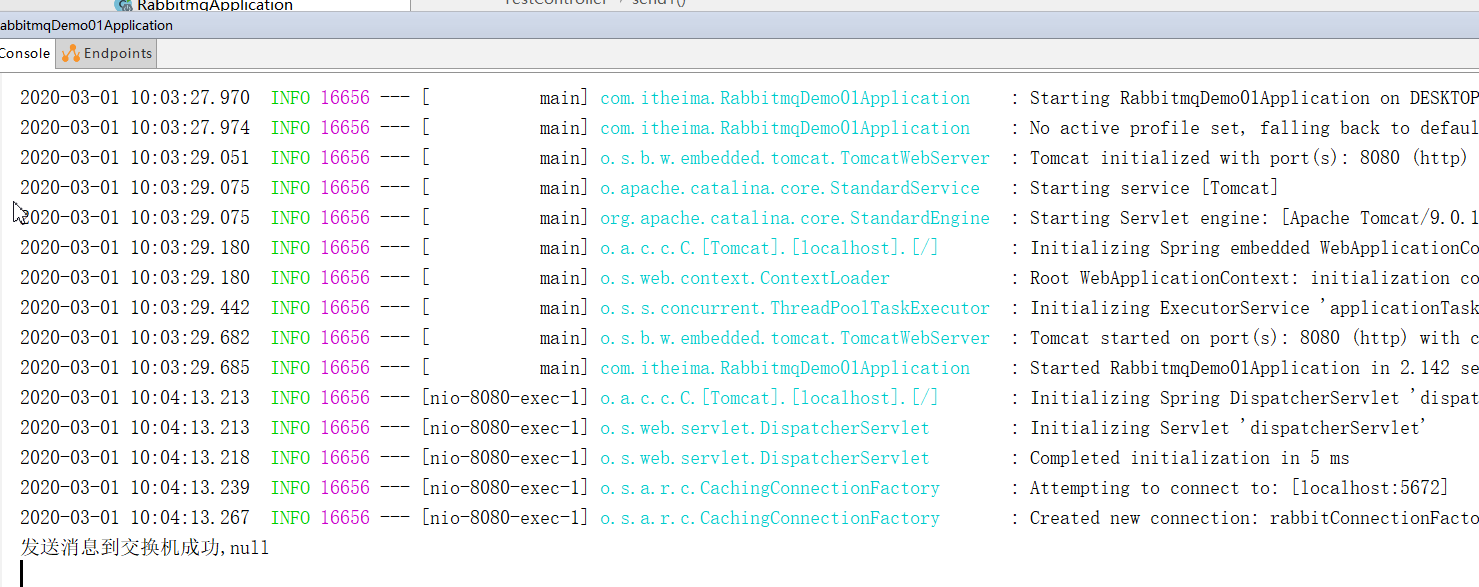 RabbitmqApplication
TestController → send1()
abbitmqDemo01Application
Console Endpoints
2020-03-01 10:03:27.970 INFO 16656 --- [ main] com.itheima.RabbitmqDemo01Application : Starting RabbitmqDemo01Application on DESKTOP
2020-03-01 10:03:27.974 INFO 16656 --- [ main] com.itheima.RabbitmqDemo01Application : No active profile set, falling back to defaul
2020-03-01 10:03:29.051 INFO 16656 --- [ main] o.s.b.w.embedded.tomcat.TomcatWebServer : Tomcat initialized with port(s): 8080 (http)
2020-03-01 10:03:29.075 INFO 16656 --- [ main] o.apache.catalina.core.StandardService : Starting service [Tomcat]
2020-03-01 10:03:29.075 INFO 16656 --- [ main] org.apache.catalina.core.StandardEngine : Starting Servlet engine: [Apache Tomcat/9.0.1
2020-03-01 10:03:29.180 INFO 16656 --- [ main] o.a.c.c.C.[Tomcat].[localhost].[/] : Initializing Spring embedded WebApplicationCo
2020-03-01 10:03:29.180 INFO 16656 --- [ main] o.s.web.context.ContextLoader : Root WebApplicationContext: initialization co
2020-03-01 10:03:29.442 INFO 16656 --- [ main] o.s.s.concurrent.ThreadPoolTaskExecutor : Initializing ExecutorService 'applicationTask
2020-03-01 10:03:29.682 INFO 16656 --- [ main] o.s.b.w.embedded.tomcat.TomcatWebServer : Tomcat started on port(s): 8080 (http) with c
2020-03-01 10:03:29.685 INFO 16656 --- [ main] com.itheima.RabbitmqDemo01Application : Started RabbitmqDemo01Application in 2.142 se
2020-03-01 10:04:13.213 INFO 16656 --- [nio-8080-exec-1] o.a.c.c.C.[Tomcat].[localhost].[/] : Initializing Spring DispatcherServlet 'dispat
2020-03-01 10:04:13.213 INFO 16656 --- [nio-8080-exec-1] o.s.web.servlet.DispatcherServlet : Initializing Servlet 'dispatcherServlet'
2020-03-01 10:04:13.218 INFO 16656 --- [nio-8080-exec-1] o.s.web.servlet.DispatcherServlet : Completed initialization in 5 ms
2020-03-01 10:04:13.239 INFO 16656 --- [nio-8080-exec-1] o.s.a.r.c.CachingConnectionFactory : Attempting to connect to: [localhost:5672]
2020-03-01 10:04:13.267 INFO 16656 --- [nio-8080-exec-1] o.s.a.r.c.CachingConnectionFactory : Created new connection: rabbitConnectionFacto
发送消息到交换机成功,null